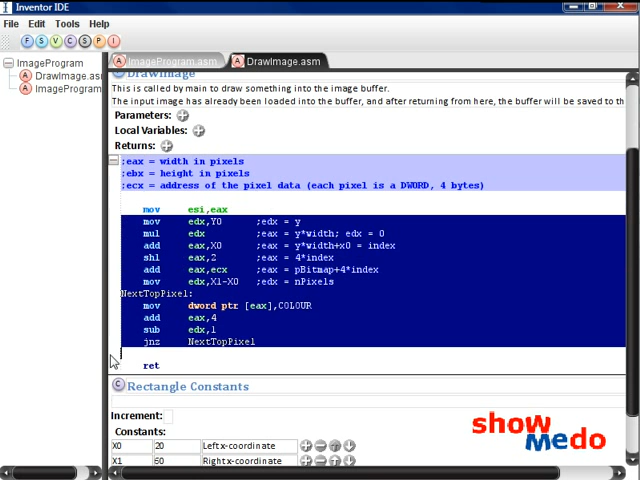 Inventor IDE
File Edit Tools Help
F S V C S P I
ImageProgram
DrawImage.asm
ImageProgram
ImageProgram.asm
DrawImage.asm
DrawImage
This is called by main to draw something into the image buffer.
The input image has already been loaded into the buffer, and after returning from here, the buffer will be saved to th
Parameters:
Local Variables:
Returns:
;eax = width in pixels
;ebx = height in pixels
;ecx = address of the pixel data (each pixel is a DWORD, 4 bytes)
mov esi,eax
mov edx,Y0 ;edx = y
mul edx ;eax = y*width; edx = 0
add eax,X0 ;eax = y*width+x0 = index
shl eax,2 ;eax = 4*index
add eax,ecx ;eax = pBitmap+4*index
mov edx,X1-X0 ;edx = nPixels
NextTopPixel:
mov dword ptr [eax],COLOUR
add eax,4
sub edx,1
jnz NextTopPixel
ret
C Rectangle Constants
Increment:
Constants:
X0 20 Left x-coordinate
X1 60 Right x-coordinate
show
medo